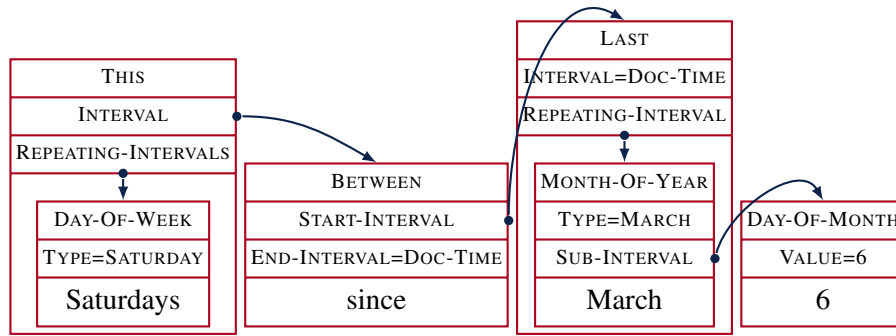 THIS
INTERVAL
REPEATING-INTERVALS
DAY-OF-WEEK
TYPE=SATURDAY
Saturdays
BETWEEN
START-INTERVAL
END-INTERVAL=DOC-TIME
since
LAST
INTERVAL=DOC-TIME
REPEATING-INTERVAL
MONTH-OF-YEAR
TYPE=MARCH
SUB-INTERVAL
March
DAY-OF-MONTH
VALUE=6
6